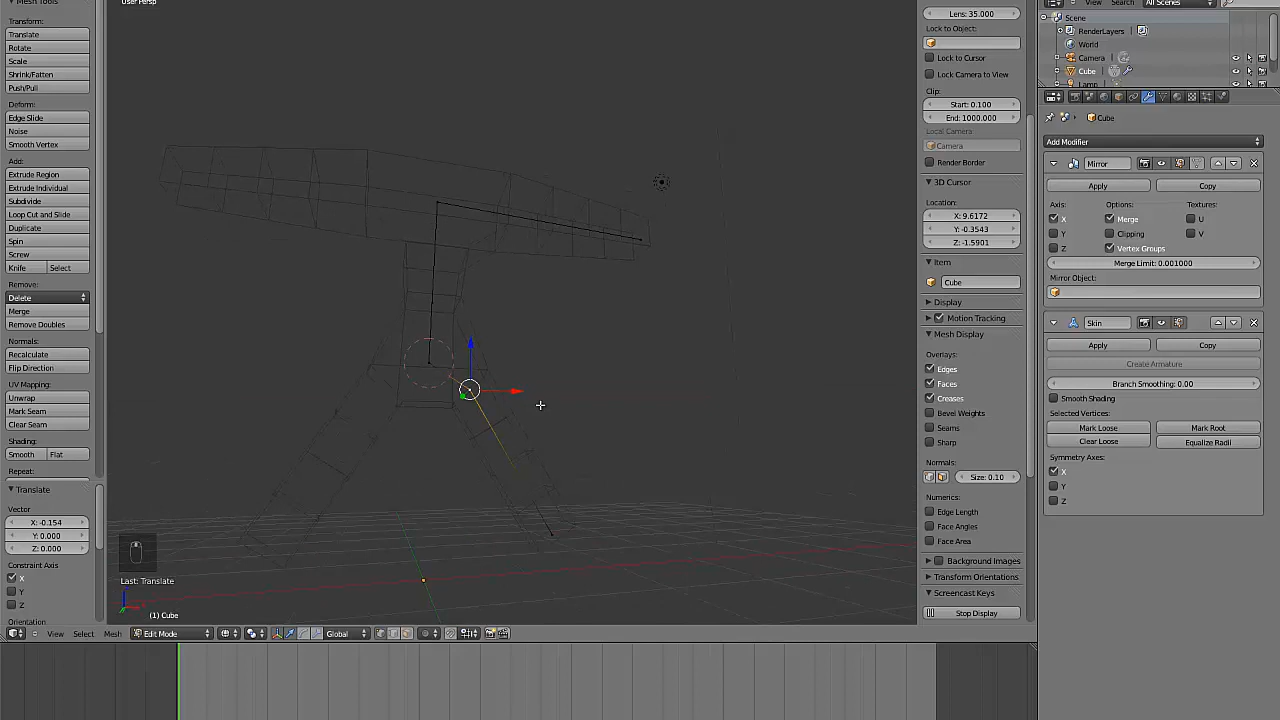 Mesh Tools
Transform:
Translate
Rotate
Scale
Shrink/Fatten
Push/Pull
Deform:
Edge Slide
Noise
Smooth Vertex
Add:
Extrude Region
Extrude Individual
Subdivide
Loop Cut and Slide
Duplicate
Spin
Screw
Knife Select
Remove:
Delete
Merge
Remove Doubles
Normals:
Recalculate
Flip Direction
UV Mapping:
Unwrap
Mark Seam
Clear Seam
Shading:
Smooth Flat
Repeat:
Translate
Vector
X: -0.154
Y: 0.000
Z: 0.000
Constraint Axis
X
Y
Z
Orientation
User Persp
Last: Translate
(1) Cube
View Select Mesh Edit Mode Global
Lens: 35.000
Lock to Object:
Lock to Cursor
Lock Camera to View
Clip:
Start: 0.100
End: 1000.000
Local Camera
Camera
Render Border
3D Cursor
Location:
X: 9.6172
Y: -0.3543
Z: -1.5901
Item
Cube
Display
Motion Tracking
Mesh Display
Overlays:
Edges
Faces
Creases
Bevel Weights
Seams
Sharp
Normals:
Size: 0.10
Numerics:
Edge Length
Face Angles
Face Area
Background Images
Transform Orientations
Screencast Keys
Stop Display
View Search All Scenes
Scene
RenderLayers
World
Camera
Cube
Lamp
Cube
Add Modifier
Mirror
Apply Copy
Axis: Options: Textures:
X Merge U
Y Clipping V
Z Vertex Groups
Merge Limit: 0.001000
Mirror Object:
Skin
Apply Copy
Create Armature
Branch Smoothing: 0.00
Smooth Shading
Selected Vertices:
Mark Loose Mark Root
Clear Loose Equalize Radii
Symmetry Axes:
X
Y
Z